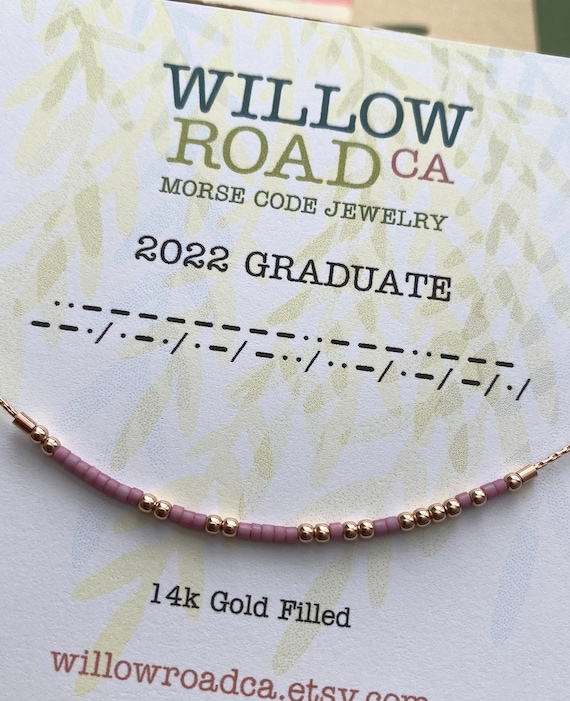 WILLOW
ROAD CA
MORSE CODE JEWELRY
2022 GRADUATE
··––––––––··–––··–––
––·/·–·/·–/–··/··–/·–/–/·/
14k Gold Filled
willowroadca.etsy.com